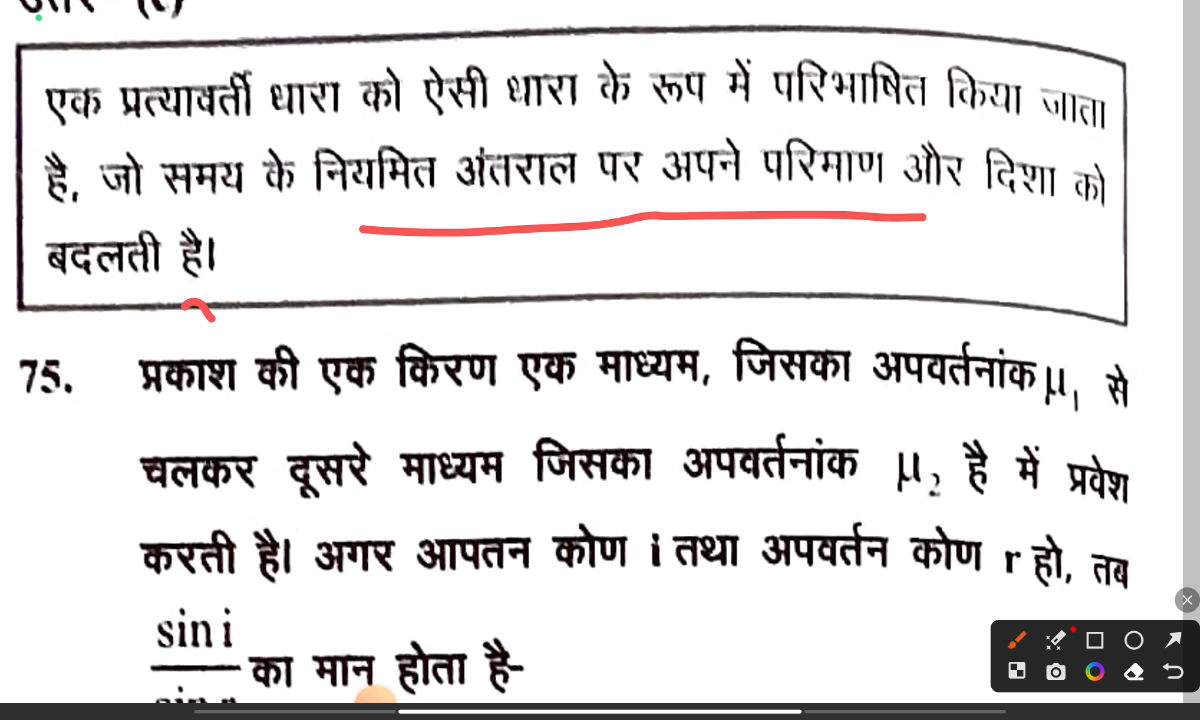 उत्तर-(c)
एक प्रत्यावर्ती धारा को ऐसी धारा के रूप में परिभाषित किया जाता
है, जो समय के नियमित अंतराल पर अपने परिमाण और दिशा को
बदलती है।
75. प्रकाश की एक किरण एक माध्यम, जिसका अपवर्तनांक μ₁ से
चलकर दूसरे माध्यम जिसका अपवर्तनांक μ₂ है में प्रवेश
करती है। अगर आपतन कोण i तथा अपवर्तन कोण r हो, तब
sin i
का मान होता है-